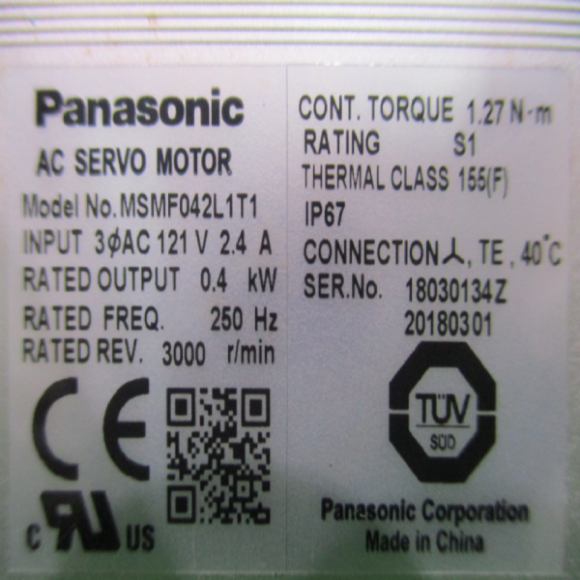 Panasonic
AC SERVO MOTOR
Model No. MSMF042L1T1
INPUT 3ϕAC 121 V 2.4 A
RATED OUTPUT 0.4 kW
RATED FREQ. 250 Hz
RATED REV. 3000 r/min
CE
c RU US
CONT. TORQUE 1.27 N·m
RATING S1
THERMAL CLASS 155(F)
IP67
CONNECTION⅄, TE, 40°C
SER.No. 18030134Z
20180301
TÜV
SÜD
Panasonic Corporation
Made in China